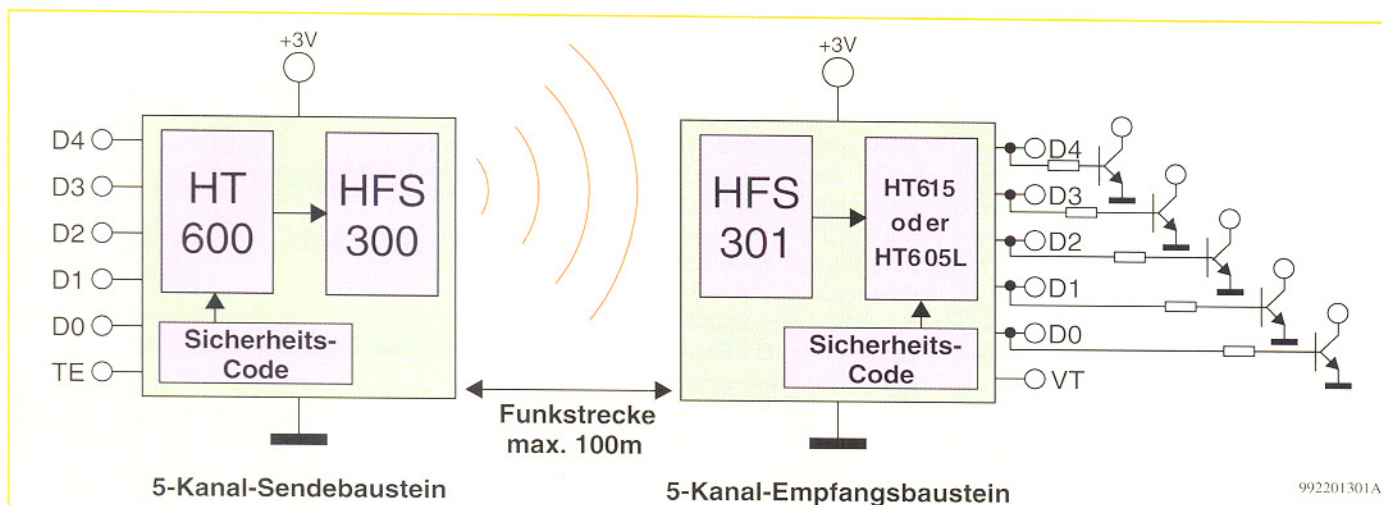 +3V
D4
D3
D2
D1
D0
TE
HT
600
HFS
300
Sicherheits-
Code
Funkstrecke
max. 100m
5-Kanal-Sendebaustein
+3V
HFS
301
HT615
oder
HT605L
Sicherheits-
Code
D4
D3
D2
D1
D0
VT
5-Kanal-Empfangsbaustein
992201301A